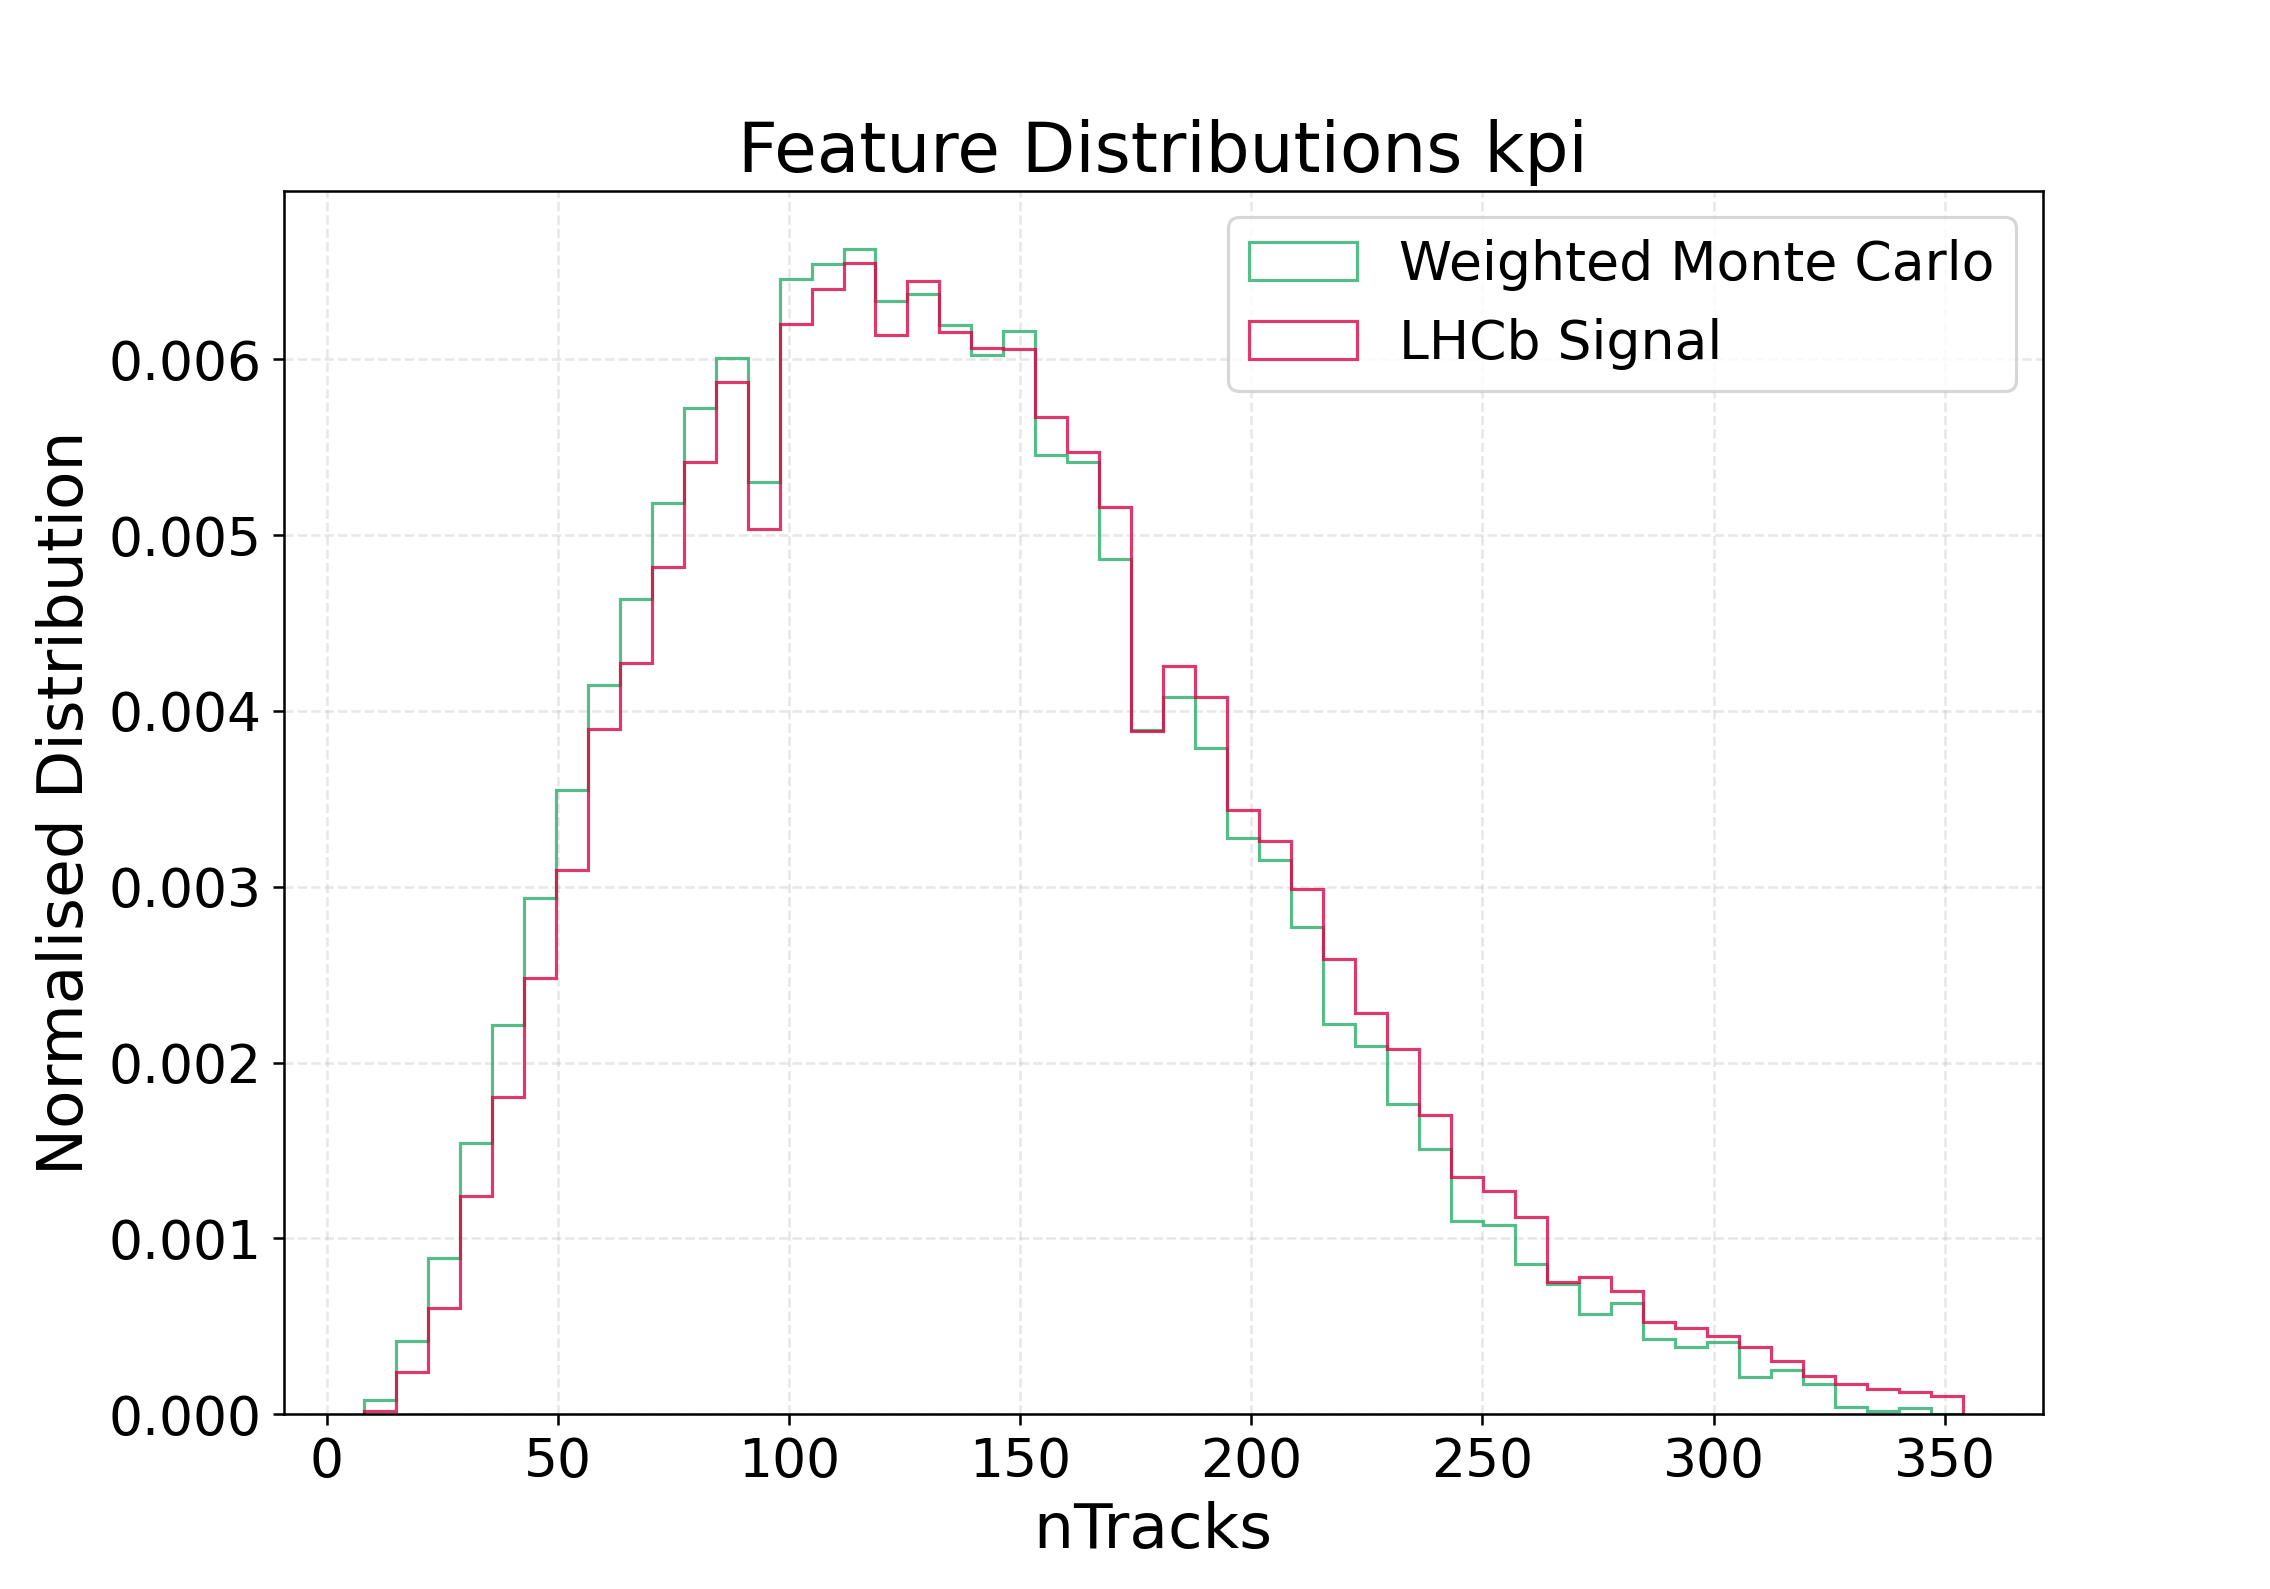 Feature Distributions kpi
Weighted Monte Carlo
LHCb Signal
Normalised Distribution
0.006
0.005
0.004
0.003
0.002
0.001
0.000
0 50 100 150 200 250 300 350
nTracks